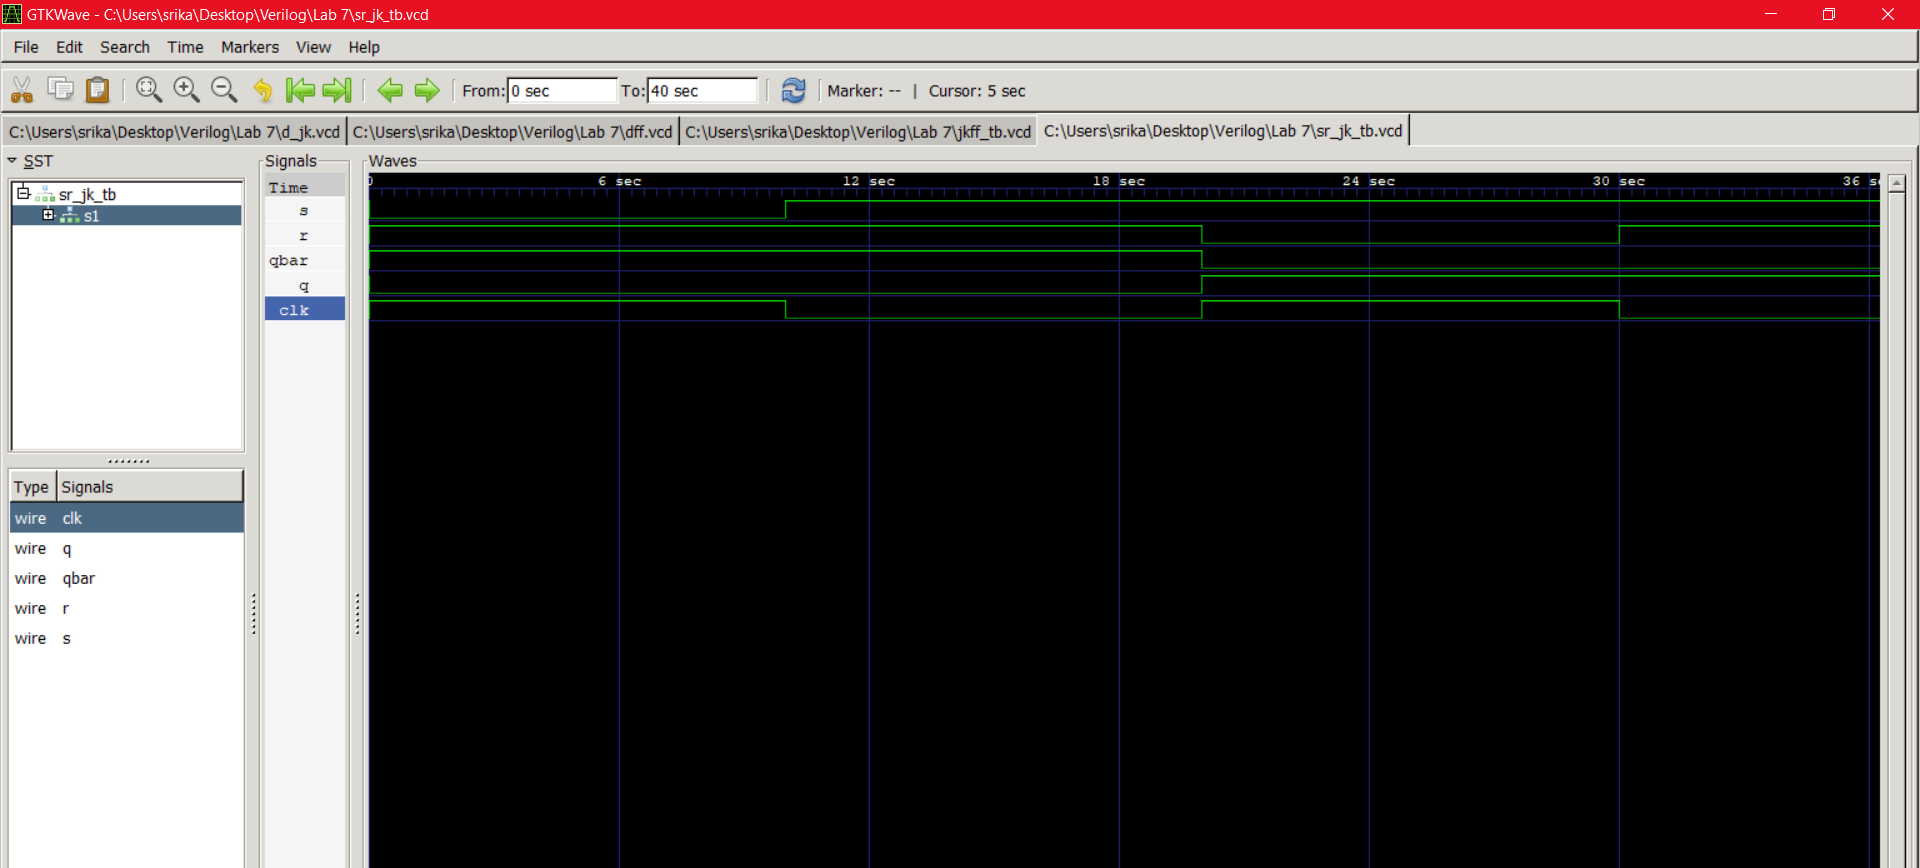 GTKWave - C:\Users\srika\Desktop\Verilog\Lab 7\sr_jk_tb.vcd
File Edit Search Time Markers View Help
From: 0 sec To: 40 sec Marker: -- | Cursor: 5 sec
C:\Users\srika\Desktop\Verilog\Lab 7\d_jk.vcd C:\Users\srika\Desktop\Verilog\Lab 7\dff.vcd C:\Users\srika\Desktop\Verilog\Lab 7\jkff_tb.vcd C:\Users\srika\Desktop\Verilog\Lab 7\sr_jk_tb.vcd
SST
sr_jk_tb
s1
Type Signals
wire clk
wire q
wire qbar
wire r
wire s
Signals
Time
s
r
qbar
q
clk
Waves
0 6 sec 12 sec 18 sec 24 sec 30 sec 36 s